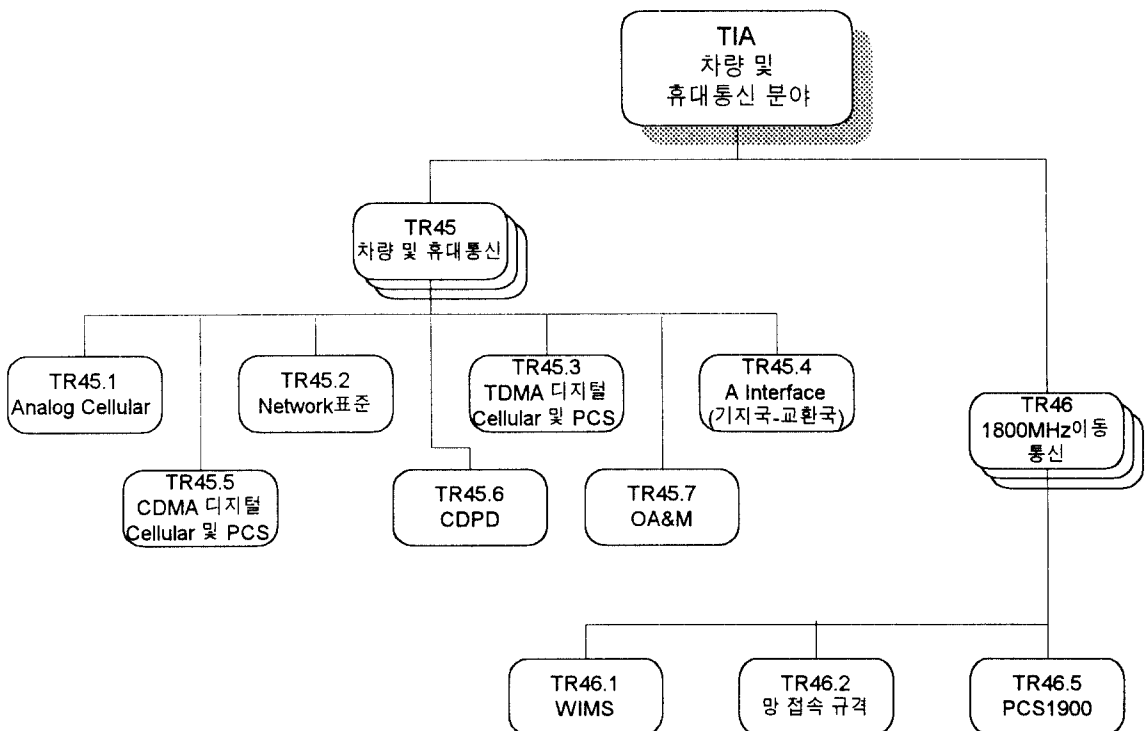 TIA
차량 및
휴대통신 분야
TR45
차량 및 휴대통신
TR45.1
Analog Cellular
TR45.2
Network표준
TR45.3
TDMA 디지털
Cellular 및 PCS
TR45.4
A Interface
(기지국-교환국)
TR46
1800MHz이동
통신
TR45.5
CDMA 디지털
Cellular 및 PCS
TR45.6
CDPD
TR45.7
OA&M
TR46.1
WIMS
TR46.2
망 접속 규격
TR46.5
PCS1900